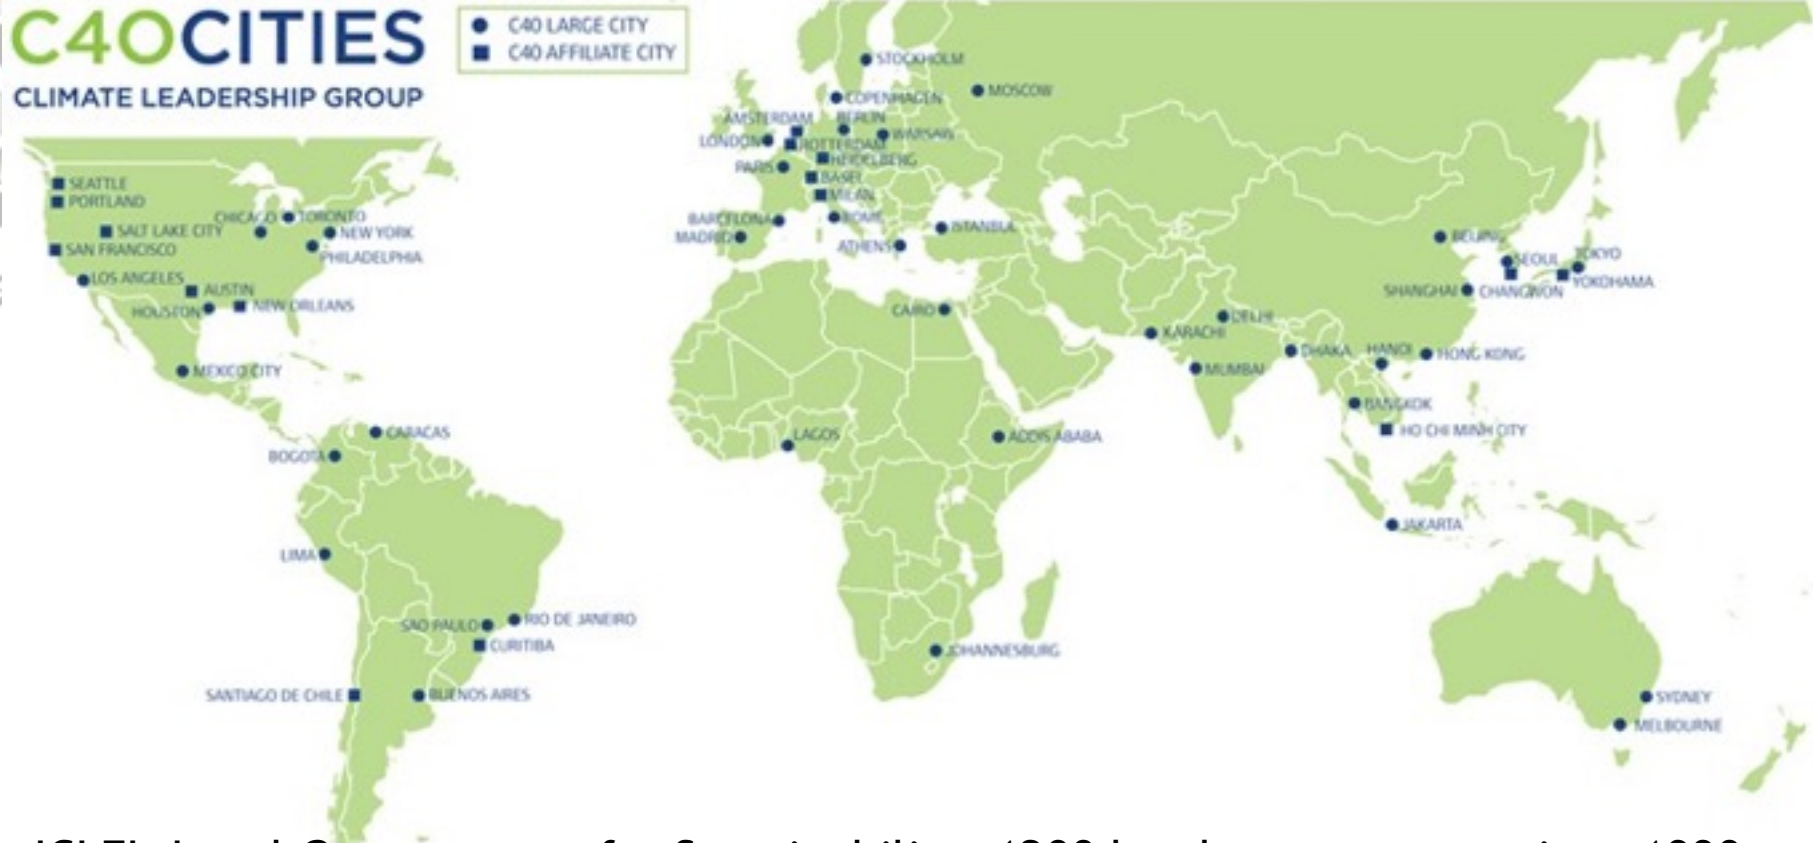 C40CITIES
CLIMATE LEADERSHIP GROUP
C40 LARGE CITY
C40 AFFILIATE CITY
STOCKHOLM
MOSCOW
COPENHAGEN
AMSTERDAM
BERLIN
LONDON
WARSAW
ROTTERDAM
HEIDELBERG
PARIS
BASEL
MILAN
BARCELONA
ROME
MADRID
ISTANBUL
ATHENS
SEATTLE
PORTLAND
CHICAGO
TORONTO
SALT LAKE CITY
NEW YORK
SAN FRANCISCO
PHILADELPHIA
LOS ANGELES
AUSTIN
HOUSTON
NEW ORLEANS
MEXICO CITY
CARACAS
BOGOTA
LIMA
SAO PAULO
RIO DE JANEIRO
CURITIBA
SANTIAGO DE CHILE
BUENOS AIRES
CAIRO
LAGOS
ADDIS ABABA
JOHANNESBURG
BEIJING
SEOUL
TOKYO
YOKOHAMA
SHANGHAI
CHANGWON
DELHI
KARACHI
MUMBAI
DHAKA
HANOI
HONG KONG
BANGKOK
HO CHI MINH CITY
JAKARTA
SYDNEY
MELBOURNE